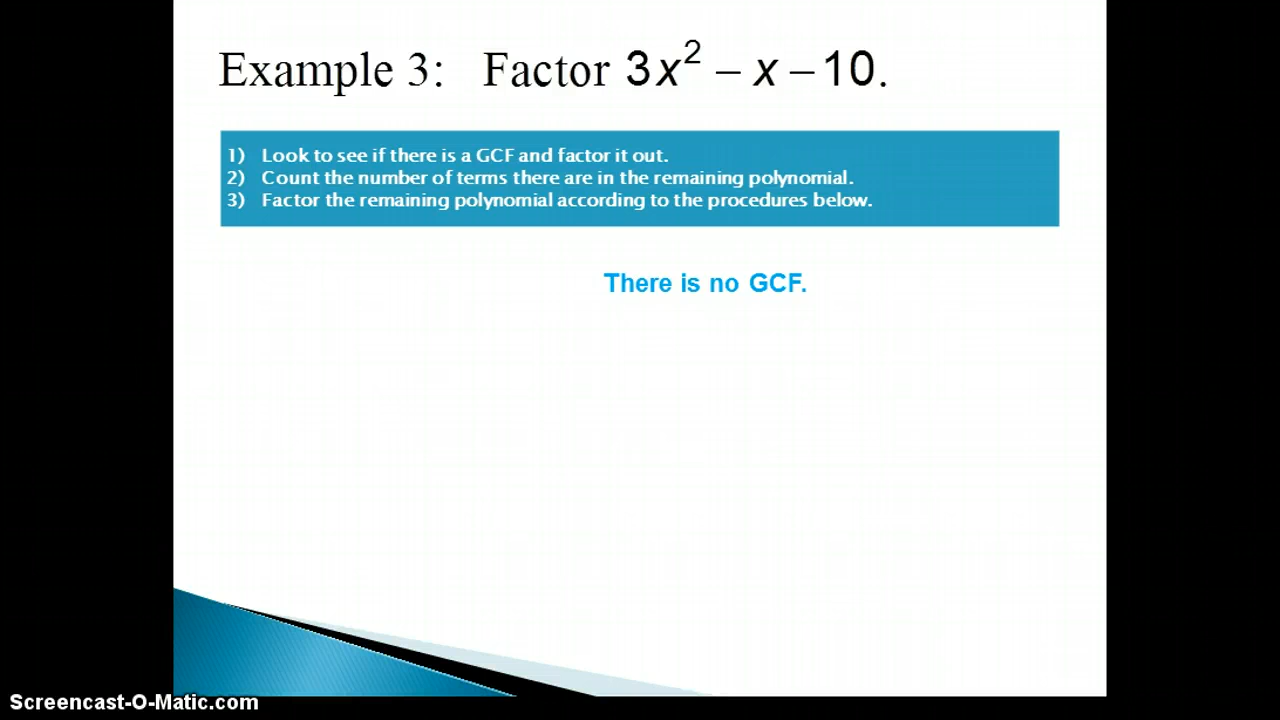 Example 3: Factor 3x² – x – 10.
1) Look to see if there is a GCF and factor it out.
2) Count the number of terms there are in the remaining polynomial.
3) Factor the remaining polynomial according to the procedures below.
There is no GCF.
Screencast-O-Matic.com